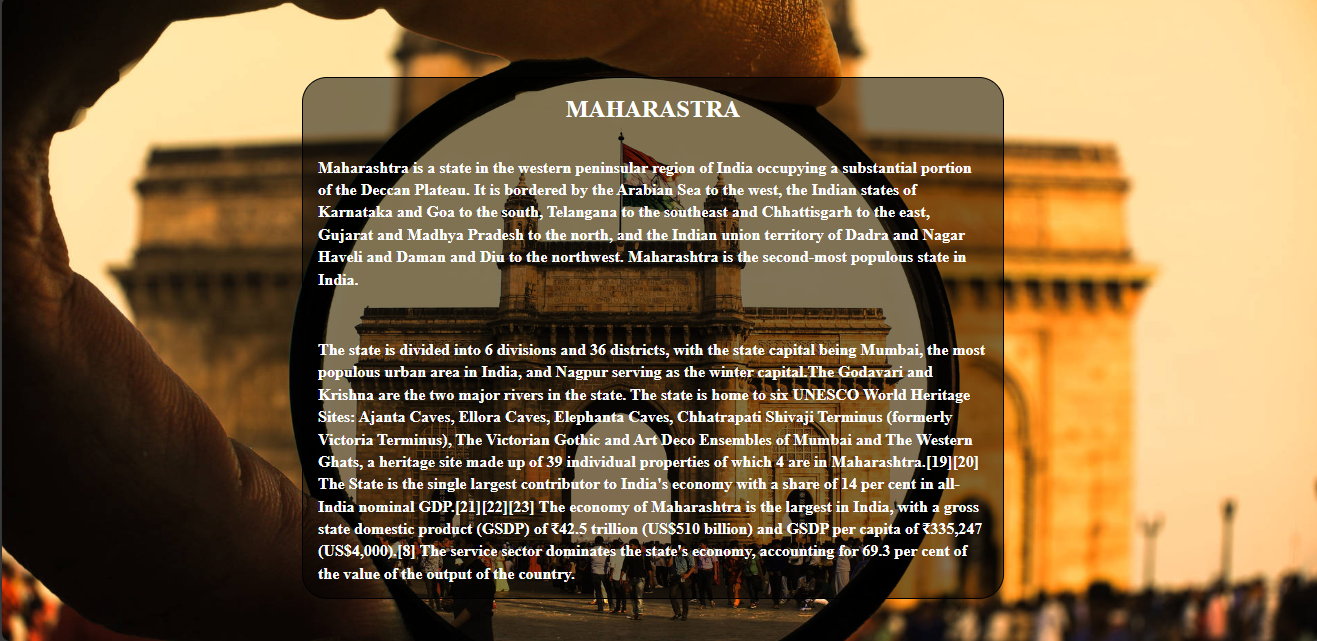 MAHARASTRA
Maharashtra is a state in the western peninsular region of India occupying a substantial portion
of the Deccan Plateau. It is bordered by the Arabian Sea to the west, the Indian states of
Karnataka and Goa to the south, Telangana to the southeast and Chhattisgarh to the east,
Gujarat and Madhya Pradesh to the north, and the Indian union territory of Dadra and Nagar
Haveli and Daman and Diu to the northwest. Maharashtra is the second-most populous state in
India.
The state is divided into 6 divisions and 36 districts, with the state capital being Mumbai, the most
populous urban area in India, and Nagpur serving as the winter capital.The Godavari and
Krishna are the two major rivers in the state. The state is home to six UNESCO World Heritage
Sites: Ajanta Caves, Ellora Caves, Elephanta Caves, Chhatrapati Shivaji Terminus (formerly
Victoria Terminus), The Victorian Gothic and Art Deco Ensembles of Mumbai and The Western
Ghats, a heritage site made up of 39 individual properties of which 4 are in Maharashtra.[19][20]
The State is the single largest contributor to India's economy with a share of 14 per cent in all-
India nominal GDP.[21][22][23] The economy of Maharashtra is the largest in India, with a gross
state domestic product (GSDP) of ₹42.5 trillion (US$510 billion) and GSDP per capita of ₹335,247
(US$4,000).[8] The service sector dominates the state's economy, accounting for 69.3 per cent of
the value of the output of the country.